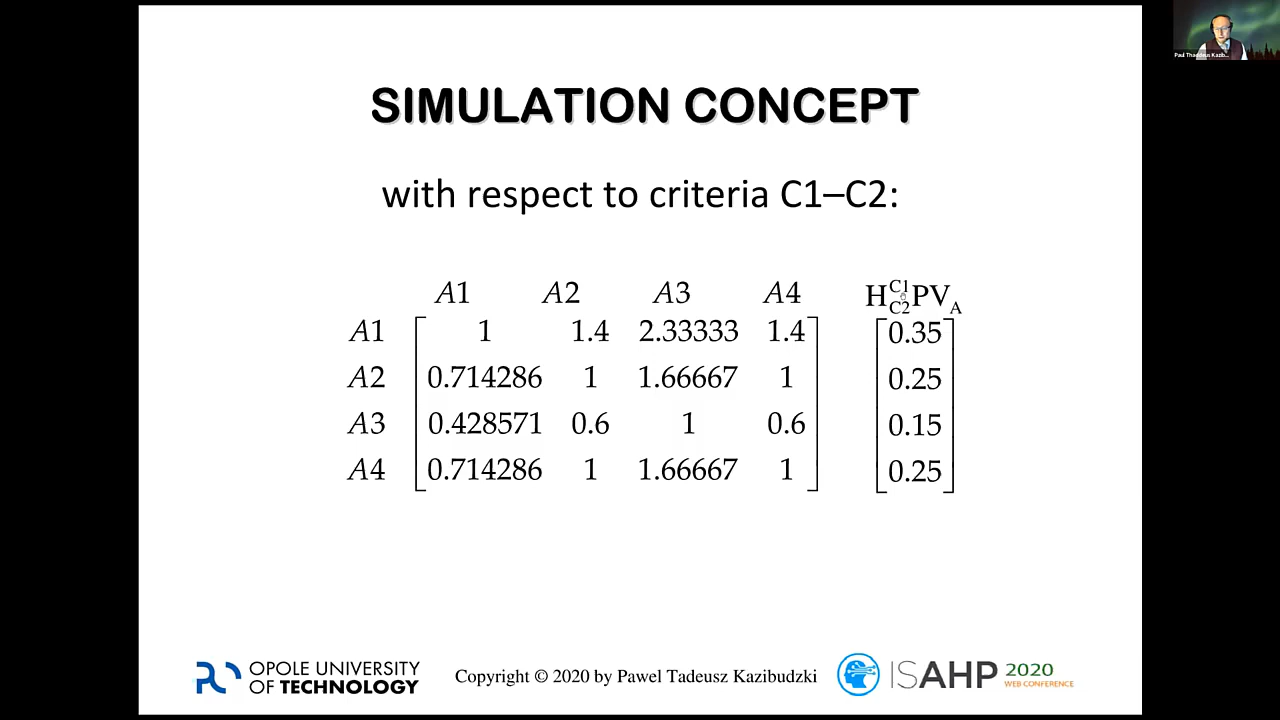 Paul Thaddeus Kazib...
SIMULATION CONCEPT
with respect to criteria C1–C2:
A1 A2 A3 A4 H C1 C2 PV A
A1 1 1.4 2.33333 1.4 0.35
A2 0.714286 1 1.66667 1 0.25
A3 0.428571 0.6 1 0.6 0.15
A4 0.714286 1 1.66667 1 0.25
OPOLE UNIVERSITY
OF TECHNOLOGY
Copyright © 2020 by Pawel Tadeusz Kazibudzki
ISAHP 2020
WEB CONFERENCE